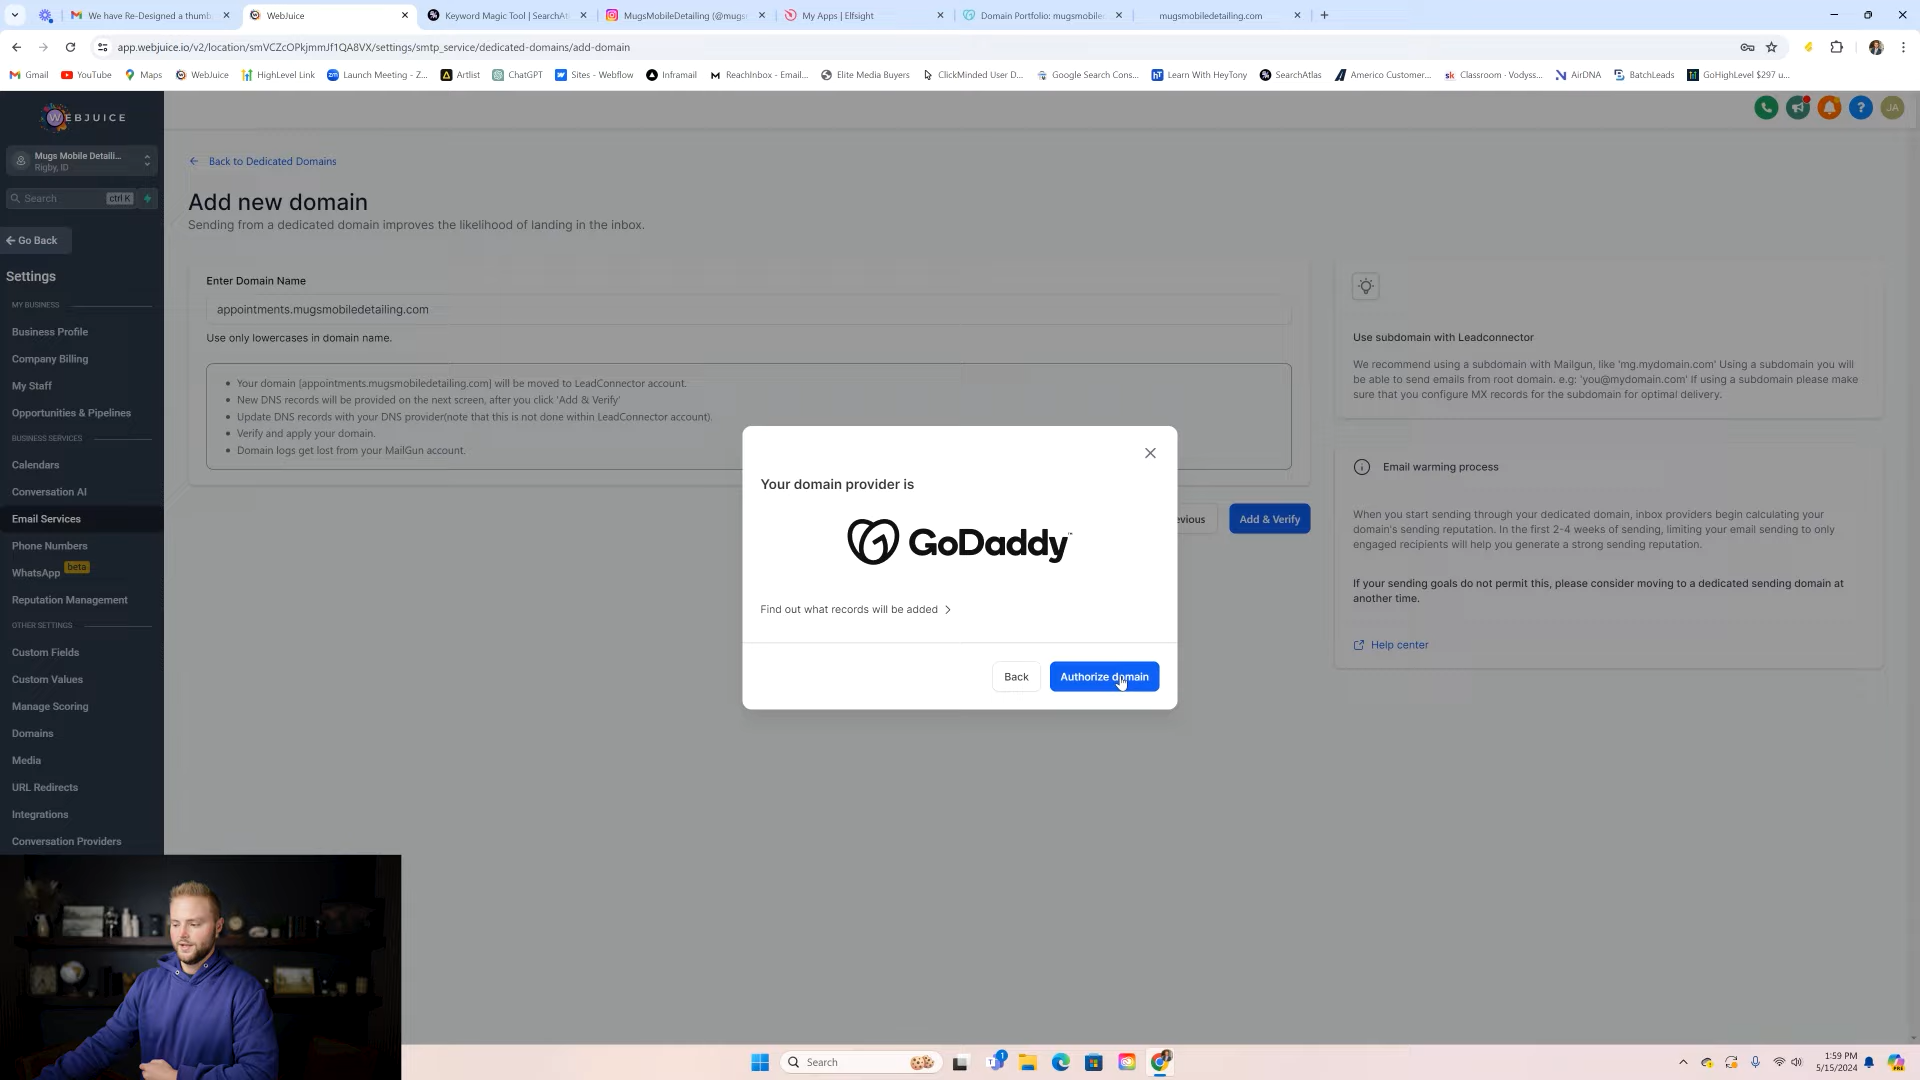 We have Re-Designed a thumb
WebJuice
Keyword Magic Tool | SearchAt
MugsMobileDetailing (@mugs
My Apps | Elfsight
Domain Portfolio: mugsmobile
mugsmobiledetailing.com
app.webjuice.io/v2/location/smVCZcOPkjmmJf1QA8VX/settings/smtp_service/dedicated-domains/add-domain
Gmail
YouTube
Maps
WebJuice
HighLevel Link
Launch Meeting - Z...
Artlist
ChatGPT
Sites - Webflow
Inframail
ReachInbox - Email...
Elite Media Buyers
ClickMinded User D...
Google Search Cons...
Learn With HeyTony
SearchAtlas
Americo Customer...
Classroom · Vodyss...
AirDNA
BatchLeads
GoHighLevel $297 u...
WEBJUICE
JA
Mugs Mobile Detaili...
Rigby, ID
Search
ctrl K
Go Back
Settings
MY BUSINESS
Business Profile
Company Billing
My Staff
Opportunities & Pipelines
BUSINESS SERVICES
Calendars
Conversation AI
Email Services
Phone Numbers
WhatsApp beta
Reputation Management
OTHER SETTINGS
Custom Fields
Custom Values
Manage Scoring
Domains
Media
URL Redirects
Integrations
Conversation Providers
Back to Dedicated Domains
Add new domain
Sending from a dedicated domain improves the likelihood of landing in the inbox.
Enter Domain Name
appointments.mugsmobiledetailing.com
Use only lowercases in domain name.
Your domain [appointments.mugsmobiledetailing.com] will be moved to LeadConnector account.
New DNS records will be provided on the next screen, after you click 'Add & Verify'
Update DNS records with your DNS provider(note that this is not done within LeadConnector account).
Verify and apply your domain.
Domain logs get lost from your MailGun account.
evious
Add & Verify
Your domain provider is
GoDaddy
Find out what records will be added
Back
Authorize domain
Use subdomain with Leadconnector
We recommend using a subdomain with Mailgun, like 'mg.mydomain.com' Using a subdomain you will
be able to send emails from root domain. e.g: 'you@mydomain.com' If using a subdomain please make
sure that you configure MX records for the subdomain for optimal delivery.
Email warming process
When you start sending through your dedicated domain, inbox providers begin calculating your
domain's sending reputation. In the first 2-4 weeks of sending, limiting your email sending to only
engaged recipients will help you generate a strong sending reputation.
If your sending goals do not permit this, please consider moving to a dedicated sending domain at
another time.
Help center
Search
1
1:59 PM
5/15/2024
PRE